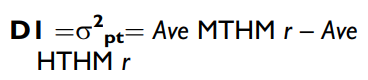 DI =σ²pt= Ave MTHM r – Ave
HTHM r